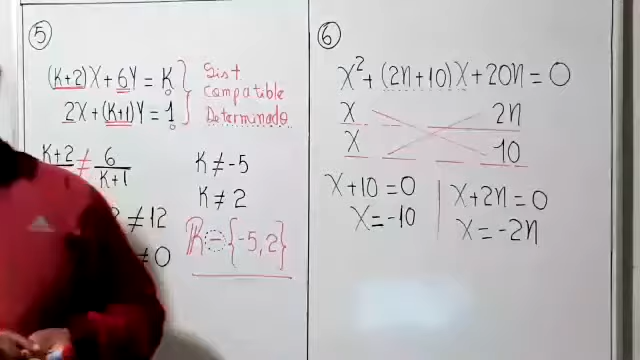 5
(K+2)X + 6Y = K
2X + (K+1)Y = 1
Sist
Compatible
Determinado
K+2 ≠ 6
K+1
≠ 12
≠ 0
K ≠ -5
K ≠ 2
ℝ - {-5, 2}
6
X² + (2n+10)X + 20n = 0
X 2n
X 10
X + 10 = 0
X = -10
X + 2n = 0
X = -2n